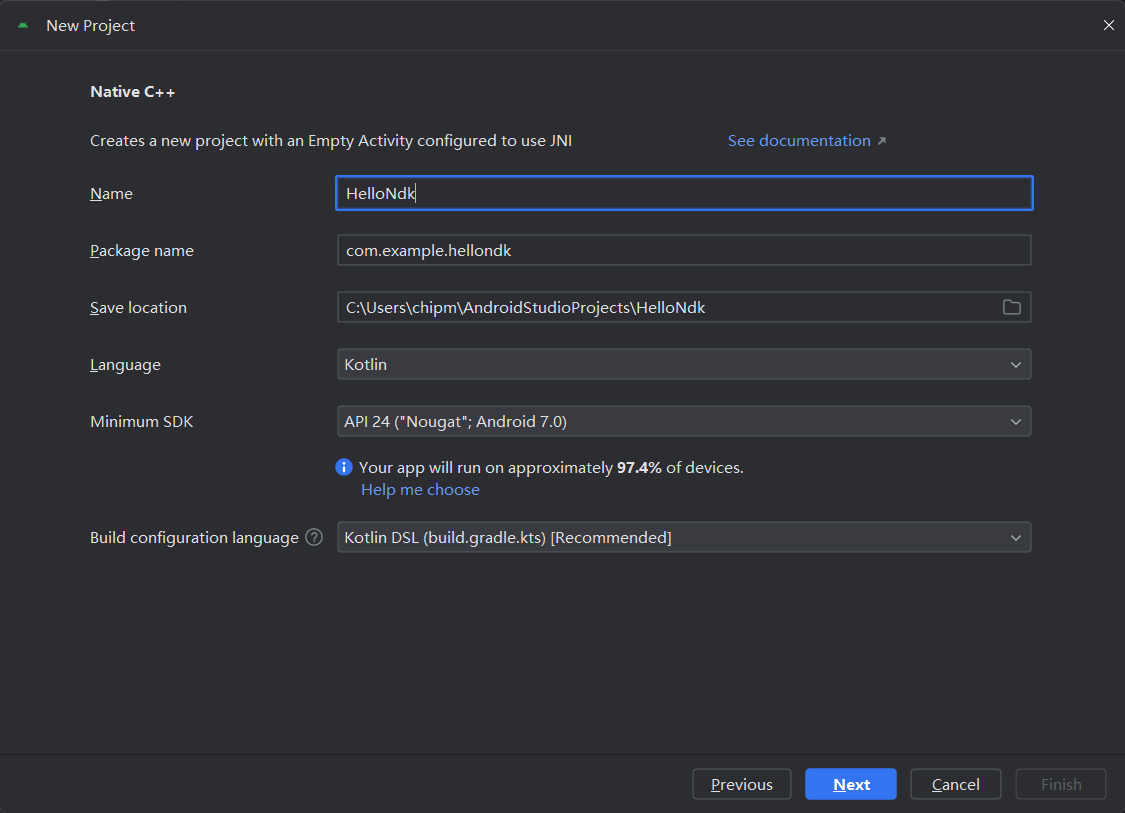 New Project
Native C++
Creates a new project with an Empty Activity configured to use JNI See documentation
Name HelloNdk
Package name com.example.hellondk
Save location C:\Users\chipm\AndroidStudioProjects\HelloNdk
Language Kotlin
Minimum SDK API 24 ("Nougat"; Android 7.0)
Your app will run on approximately 97.4% of devices.
Help me choose
Build configuration language ? Kotlin DSL (build.gradle.kts) [Recommended]
Previous Next Cancel Finish